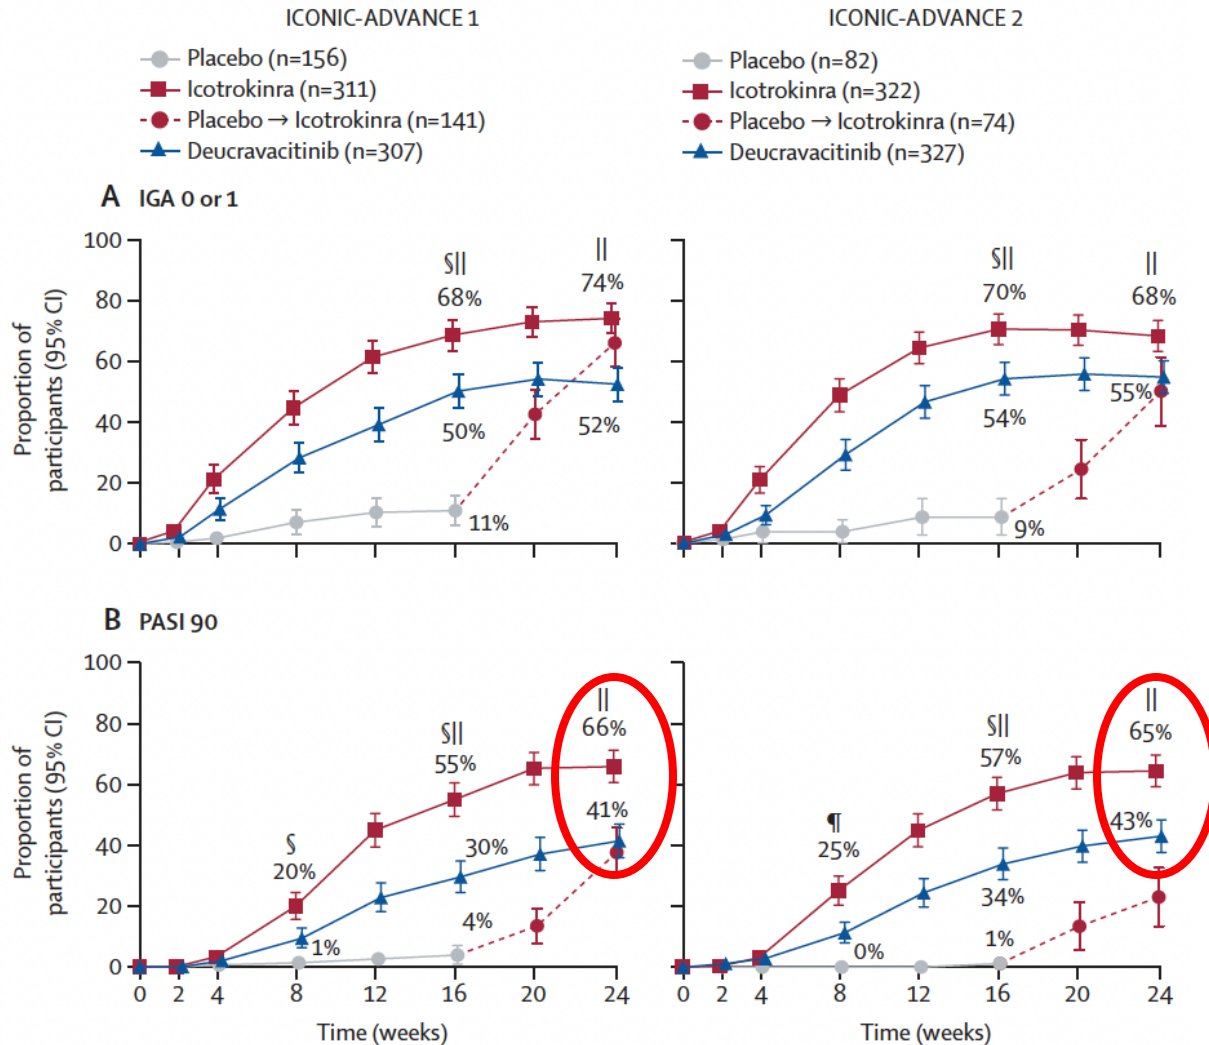 ICONIC-ADVANCE 1
Placebo (n=156)
Icotrokinra (n=311)
Placebo → Icotrokinra (n=141)
Deucravacitinib (n=307)
ICONIC-ADVANCE 2
Placebo (n=82)
Icotrokinra (n=322)
Placebo → Icotrokinra (n=74)
Deucravacitinib (n=327)
A IGA 0 or 1
Proportion of
participants (95% CI)
100
80
60
40
20
0
§||
68%
||
74%
50%
52%
11%
§||
70%
||
68%
54%
55%
9%
B PASI 90
Proportion of
participants (95% CI)
100
80
60
40
20
0
§
20%
1%
§||
55%
30%
4%
||
66%
41%
0 2 4 8 12 16 20 24
Time (weeks)
¶
25%
0%
§||
57%
34%
1%
||
65%
43%
0 2 4 8 12 16 20 24
Time (weeks)